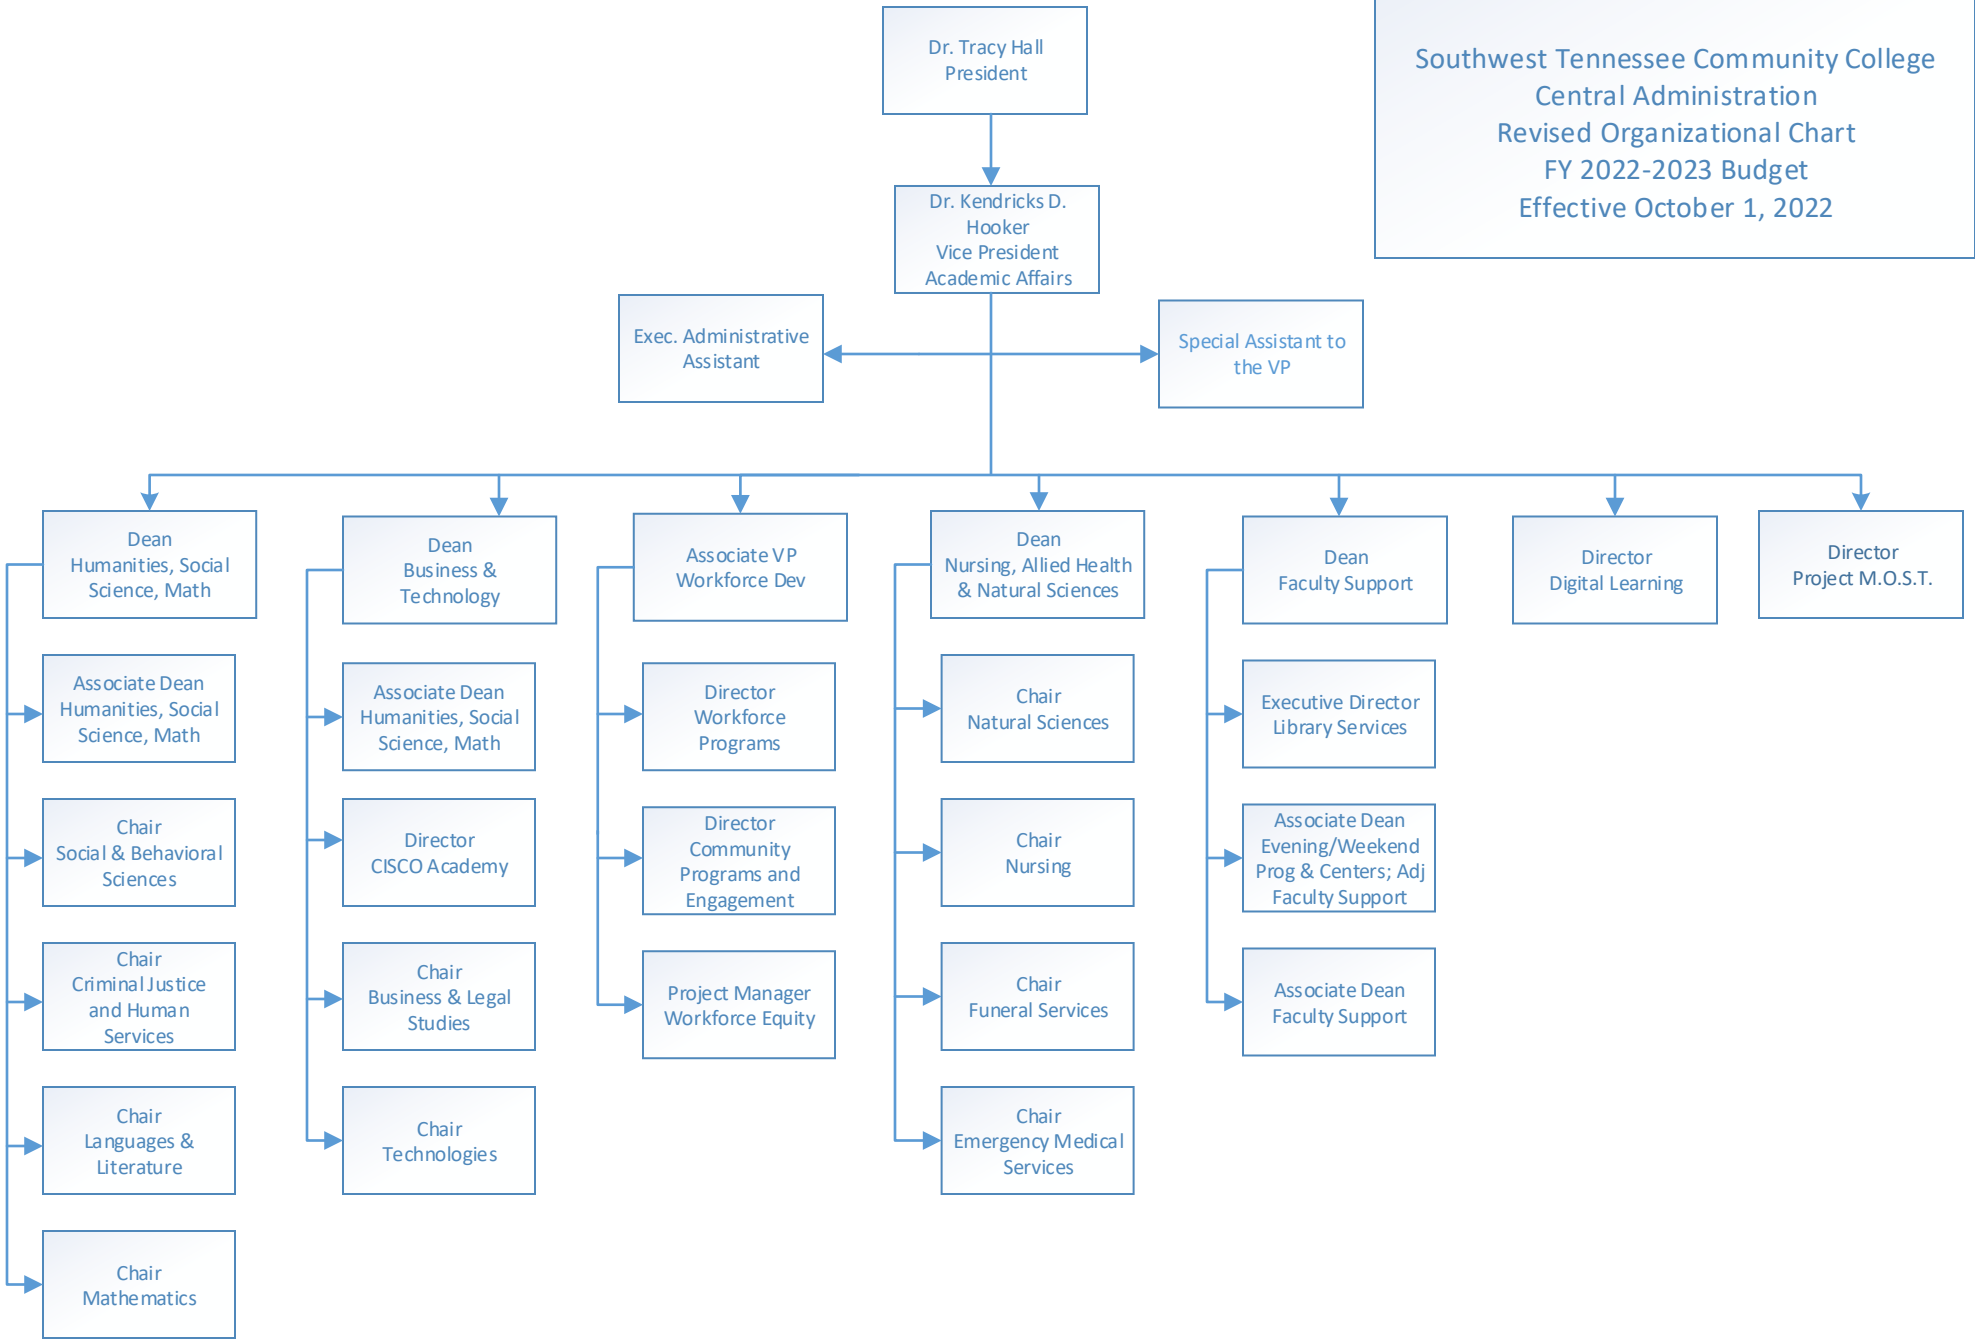 Dr. Tracy Hall
President
Southwest Tennessee Community College
Central Administration
Revised Organizational Chart
FY 2022-2023 Budget
Effective October 1, 2022
Dr. Kendricks D.
Hooker
Vice President
Academic Affairs
Exec. Administrative
Assistant
Special Assistant to
the VP
Dean
Humanities, Social
Science, Math
Dean
Business &
Technology
Associate VP
Workforce Dev
Dean
Nursing, Allied Health
& Natural Sciences
Dean
Faculty Support
Director
Digital Learning
Director
Project M.O.S.T.
Associate Dean
Humanities, Social
Science, Math
Chair
Social & Behavioral
Sciences
Chair
Criminal Justice
and Human
Services
Chair
Languages &
Literature
Chair
Mathematics
Associate Dean
Humanities, Social
Science, Math
Director
CISCO Academy
Chair
Business & Legal
Studies
Chair
Technologies
Director
Workforce
Programs
Director
Community
Programs and
Engagement
Project Manager
Workforce Equity
Chair
Natural Sciences
Chair
Nursing
Chair
Funeral Services
Chair
Emergency Medical
Services
Executive Director
Library Services
Associate Dean
Evening/Weekend
Prog & Centers; Adj
Faculty Support
Associate Dean
Faculty Support